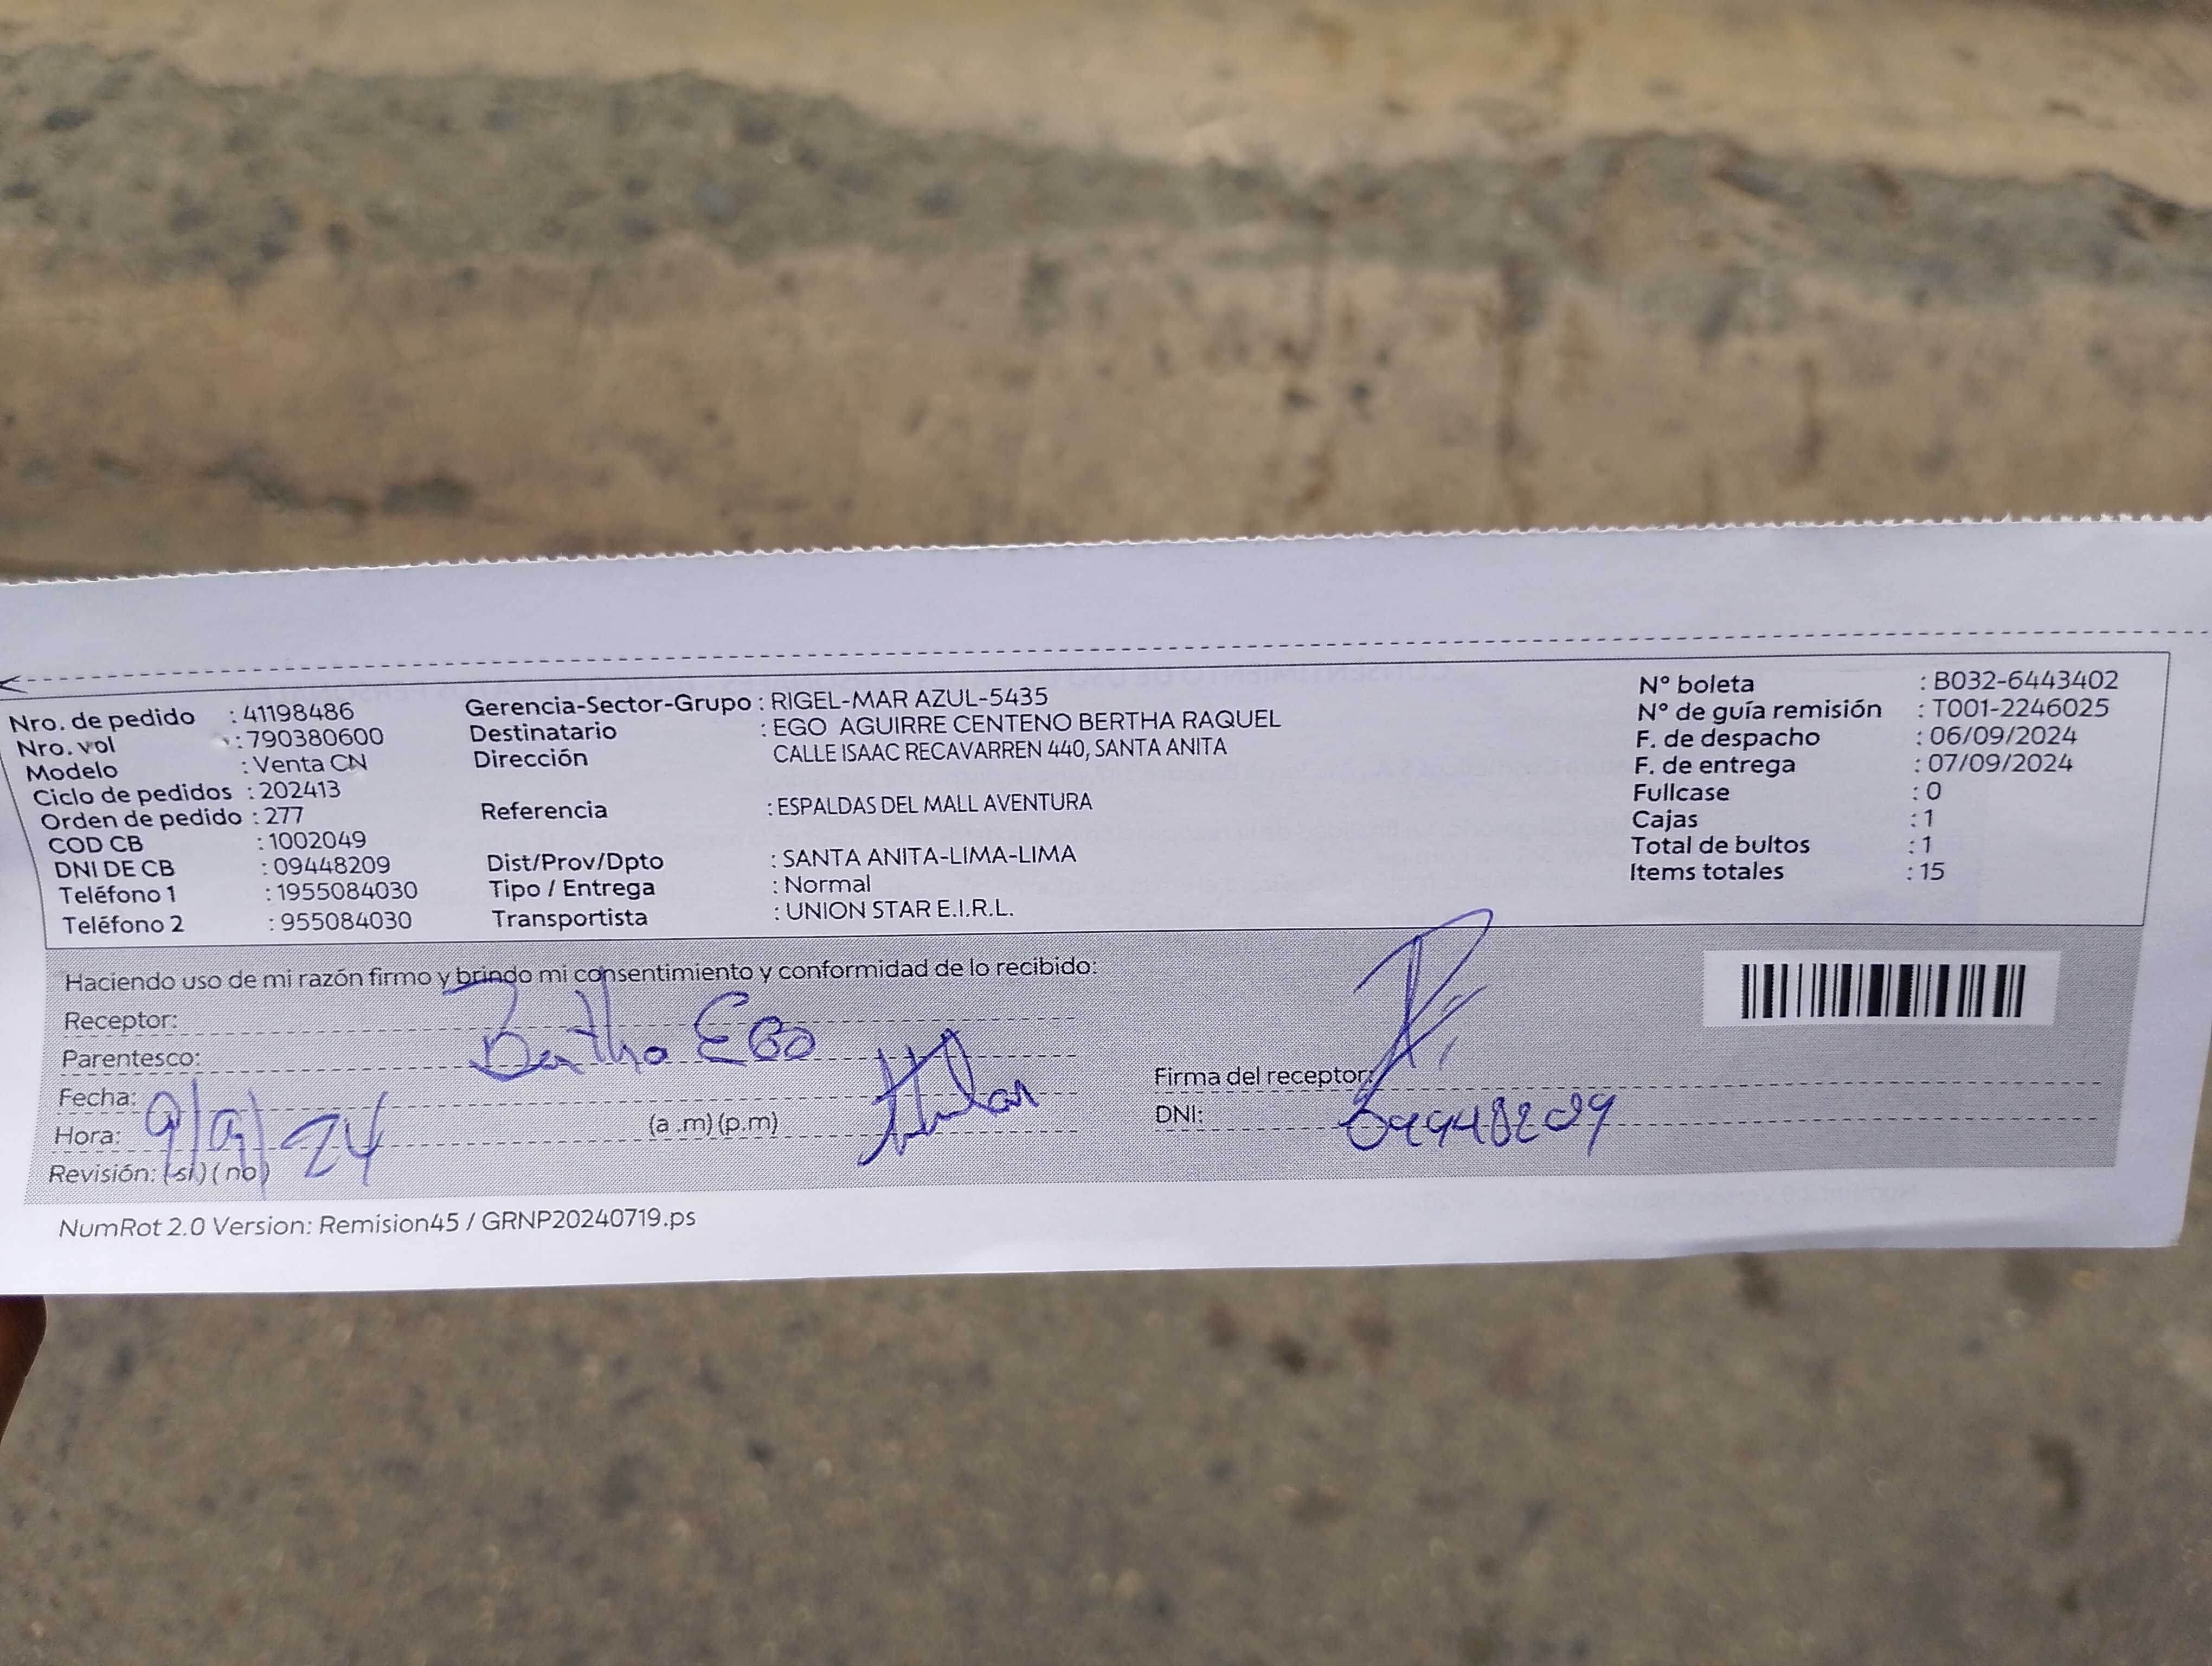 Nro. de pedido : 41198486
Nro. vol : 790380600
Modelo : Venta CN
Ciclo de pedidos : 202413
Orden de pedido : 277
COD CB : 1002049
DNI DE CB : 09448209
Teléfono 1 : 1955084030
Teléfono 2 : 955084030
Gerencia-Sector-Grupo : RIGEL-MAR AZUL-5435
Destinatario : EGO AGUIRRE CENTENO BERTHA RAQUEL
Dirección CALLE ISAAC RECAVARREN 440, SANTA ANITA
Referencia : ESPALDAS DEL MALL AVENTURA
Dist/Prov/Dpto : SANTA ANITA-LIMA-LIMA
Tipo / Entrega : Normal
Transportista : UNION STAR E.I.R.L.
N° boleta : B032-6443402
N° de guía remisión : T001-2246025
F. de despacho : 06/09/2024
F. de entrega : 07/09/2024
Fullcase : 0
Cajas : 1
Total de bultos : 1
Items totales : 15
Haciendo uso de mi razón firmo y brindo mi consentimiento y conformidad de lo recibido:
Receptor:
Bertha EGO
Parentesco:
Fecha: 9/9/24
Hora: (a .m) (p.m)
Revisión: (si) ( no )
Firma del receptor:
DNI: 09448209
NumRot 2.0 Version: Remision45 / GRNP20240719.ps